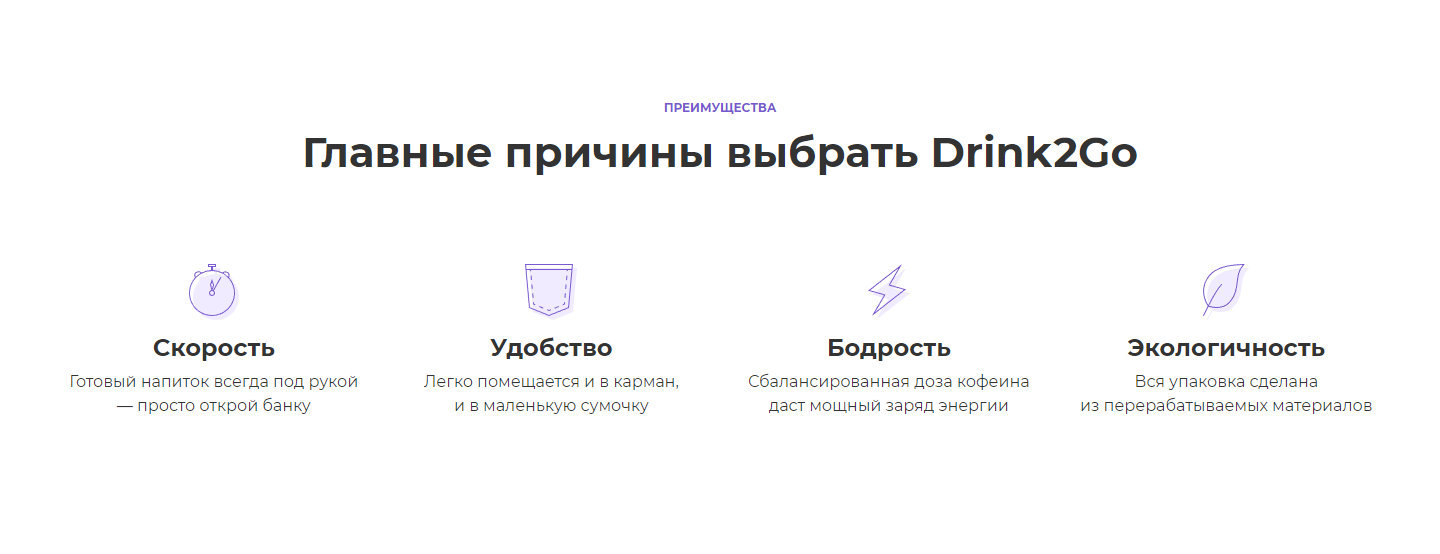 ПРЕИМУЩЕСТВА
Главные причины выбрать Drink2Go
Скорость
Готовый напиток всегда под рукой
— просто открой банку
Удобство
Легко помещается и в карман,
и в маленькую сумочку
Бодрость
Сбалансированная доза кофеина
даст мощный заряд энергии
Экологичность
Вся упаковка сделана
из перерабатываемых материалов